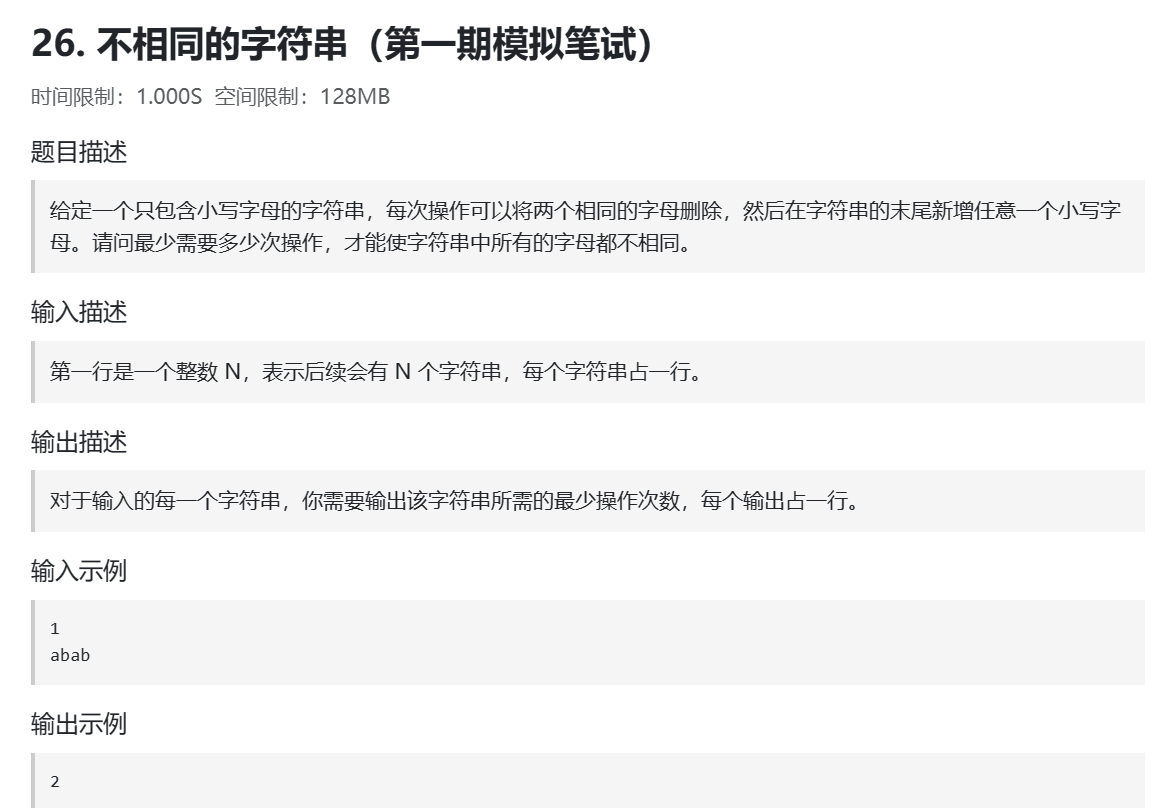 26. 不相同的字符串（第一期模拟笔试）
时间限制：1.000S 空间限制：128MB
题目描述
给定一个只包含小写字母的字符串，每次操作可以将两个相同的字母删除，然后在字符串的末尾新增任意一个小写字
母。请问最少需要多少次操作，才能使字符串中所有的字母都不相同。
输入描述
第一行是一个整数 N，表示后续会有 N 个字符串，每个字符串占一行。
输出描述
对于输入的每一个字符串，你需要输出该字符串所需的最少操作次数，每个输出占一行。
输入示例
1
abab
输出示例
2